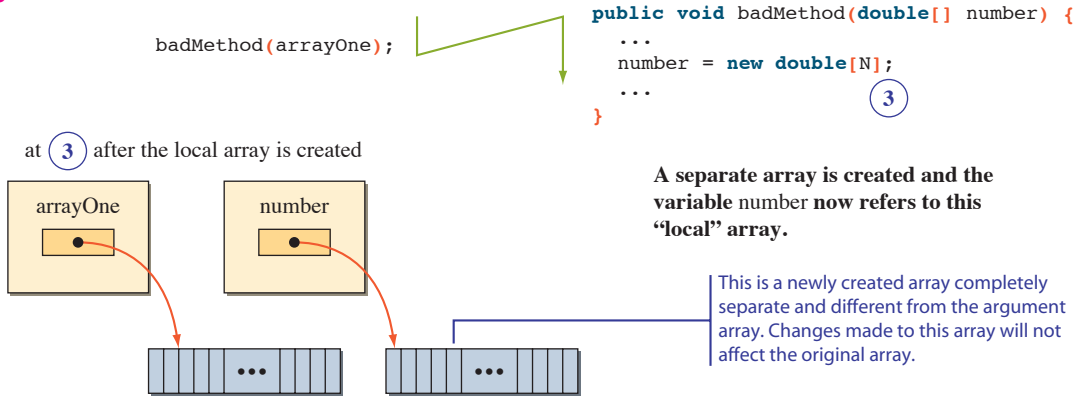 badMethod(arrayOne);
public void badMethod(double[] number) {
...
number = new double[N];
...
3
}
at 3 after the local array is created
arrayOne
number
A separate array is created and the
variable number now refers to this
“local” array.
This is a newly created array completely
separate and different from the argument
array. Changes made to this array will not
affect the original array.
•••
•••